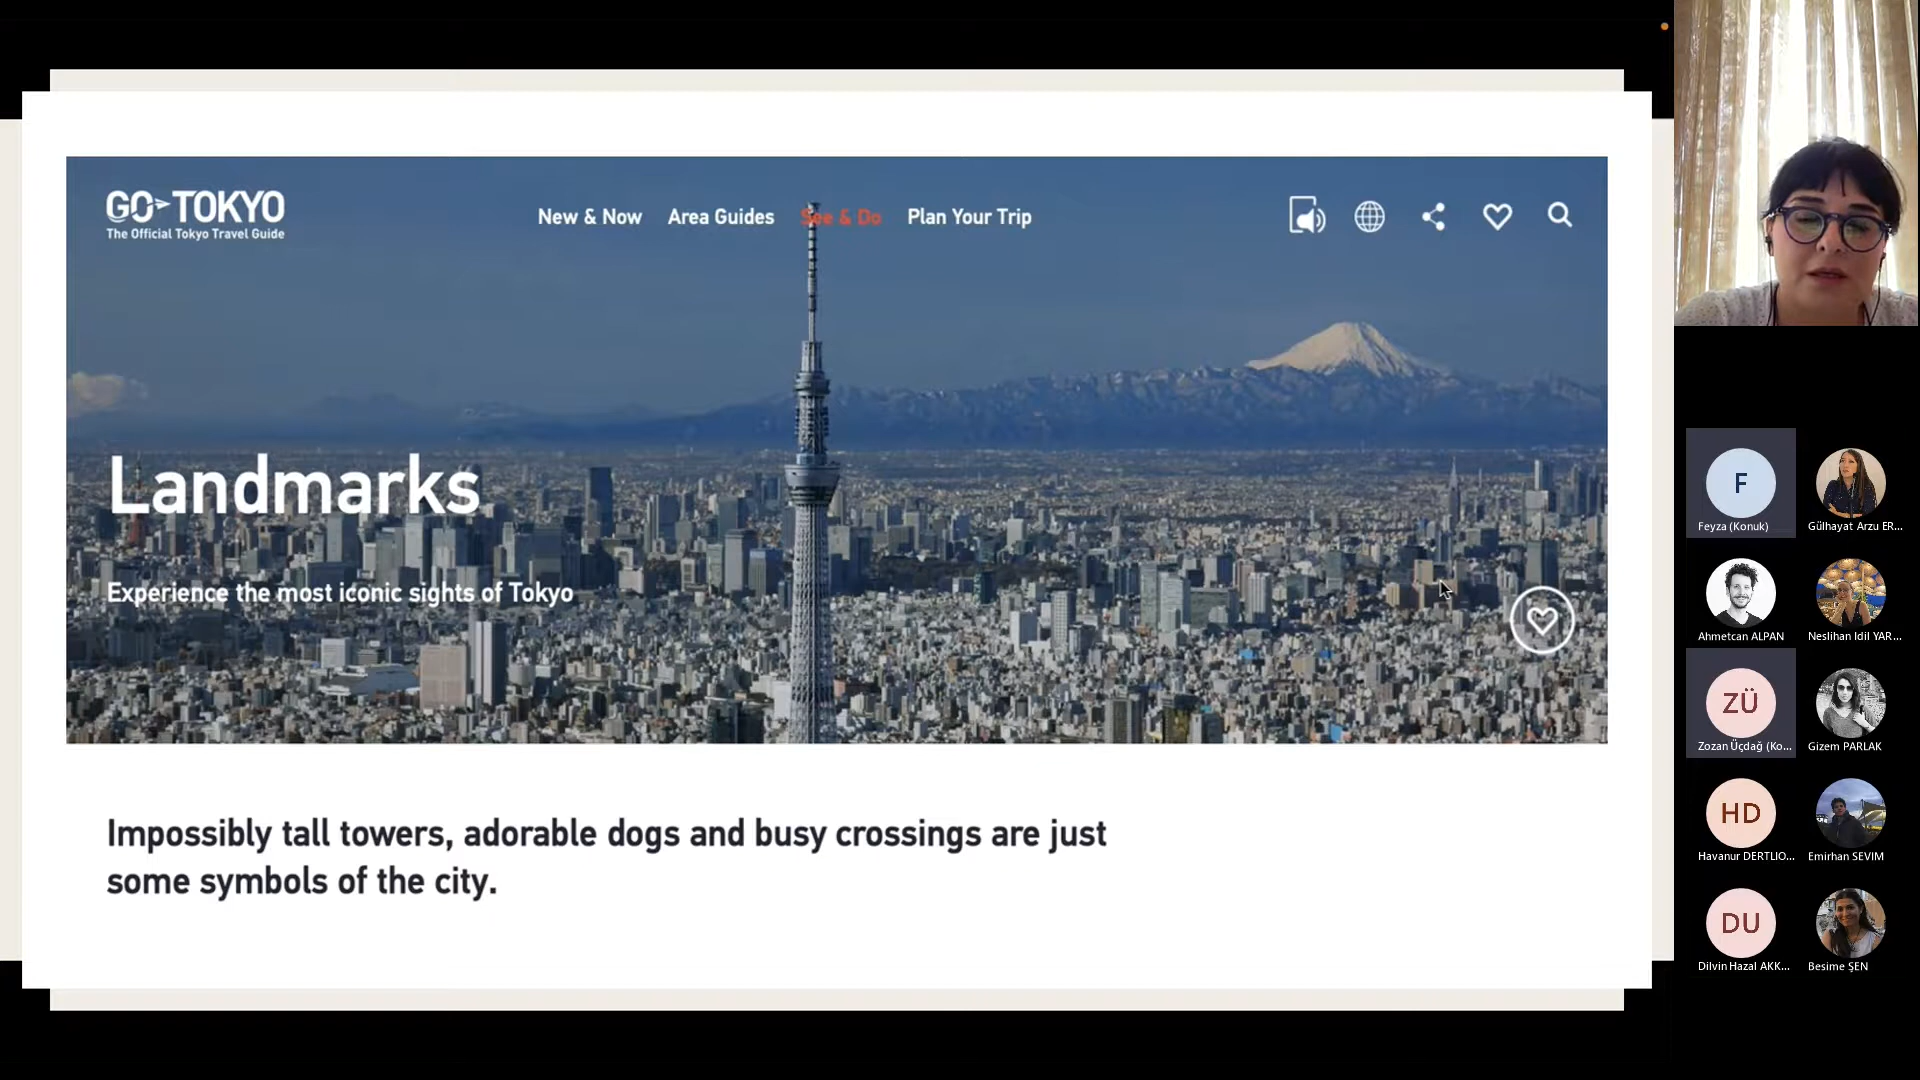 GO TOKYO
The Official Tokyo Travel Guide
New & Now
Area Guides
See & Do
Plan Your Trip
Landmarks
Experience the most iconic sights of Tokyo
Impossibly tall towers, adorable dogs and busy crossings are just
some symbols of the city.
F
Feyza (Konuk)
Gülhayat Arzu ER...
Ahmetcan ALPAN
Neslihan Idil YAR...
ZÜ
Zozan Üçdağ (Ko...
Gizem PARLAK
HD
Havanur DERTLIO...
Emirhan SEVIM
DU
Dilvin Hazal AKK...
Besime ŞEN